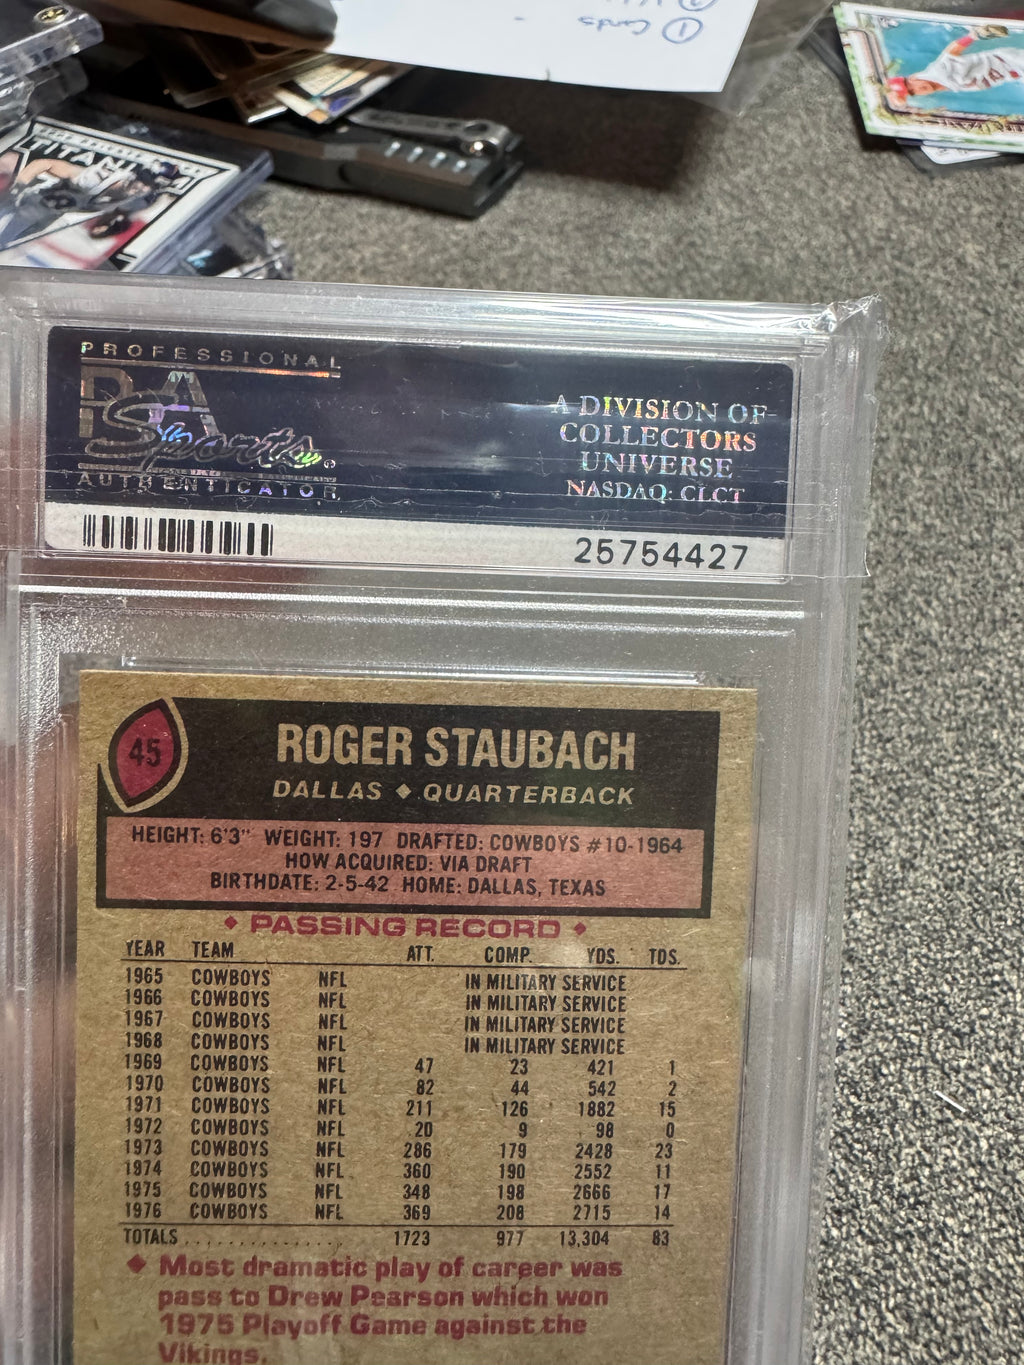 ① Cards
TITANIUM
7
PROFESSIONAL
PSA
Sports®
AUTHENTICATOR
A DIVISION OF
COLLECTORS
UNIVERSE
NASDAQ: CLCT
25754427
45
ROGER STAUBACH
DALLAS ◆ QUARTERBACK
HEIGHT: 6'3" WEIGHT: 197 DRAFTED: COWBOYS #10-1964
HOW ACQUIRED: VIA DRAFT
BIRTHDATE: 2-5-42 HOME: DALLAS, TEXAS
◆ PASSING RECORD ◆
YEAR TEAM ATT. COMP. YDS. TDS.
1965 COWBOYS NFL IN MILITARY SERVICE
1966 COWBOYS NFL IN MILITARY SERVICE
1967 COWBOYS NFL IN MILITARY SERVICE
1968 COWBOYS NFL IN MILITARY SERVICE
1969 COWBOYS NFL 47 23 421 1
1970 COWBOYS NFL 82 44 542 2
1971 COWBOYS NFL 211 126 1882 15
1972 COWBOYS NFL 20 9 98 0
1973 COWBOYS NFL 286 179 2428 23
1974 COWBOYS NFL 360 190 2552 11
1975 COWBOYS NFL 348 198 2666 17
1976 COWBOYS NFL 369 208 2715 14
TOTALS................ 1723 977 13,304 83
◆ Most dramatic play of career was
pass to Drew Pearson which won
1975 Playoff Game against the
Vikings.